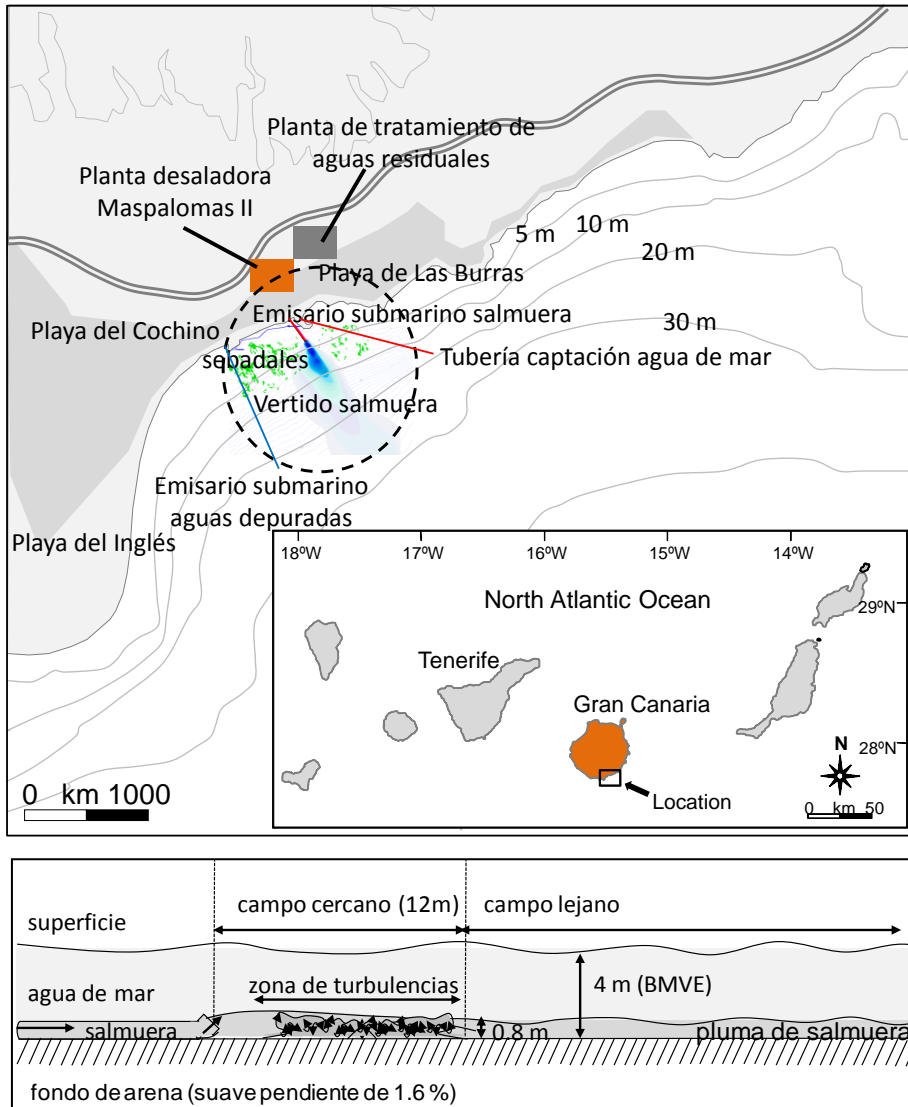 Planta de tratamiento de
aguas residuales
Planta desaladora
Maspalomas II
5 m
10 m
20 m
30 m
Playa de Las Burras
Emisario submarino salmuera
Playa del Cochino
sebadales
Tubería captación agua de mar
Vertido salmuera
Emisario submarino
aguas depuradas
Playa del Inglés
18ºW
17ºW
16ºW
15ºW
14ºW
North Atlantic Ocean
29ºN
Tenerife
Gran Canaria
28ºN
N
Location
0 km 50
0 km 1000
campo cercano (12m)
campo lejano
superficie
zona de turbulencias
4 m (BMVE)
agua de mar
salmuera
0.8 m
pluma de salmuera
fondo de arena (suave pendiente de 1.6 %)